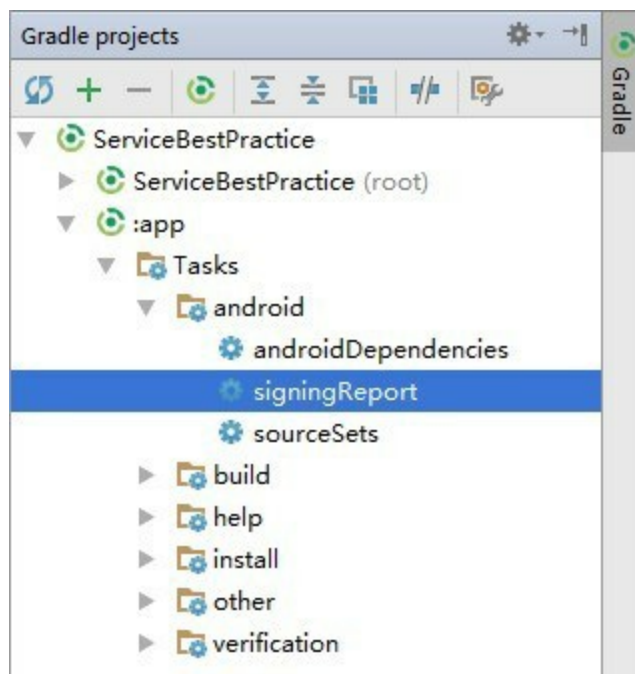 Gradle projects
Gradle
ServiceBestPractice
ServiceBestPractice (root)
:app
Tasks
android
androidDependencies
signingReport
sourceSets
build
help
install
other
verification